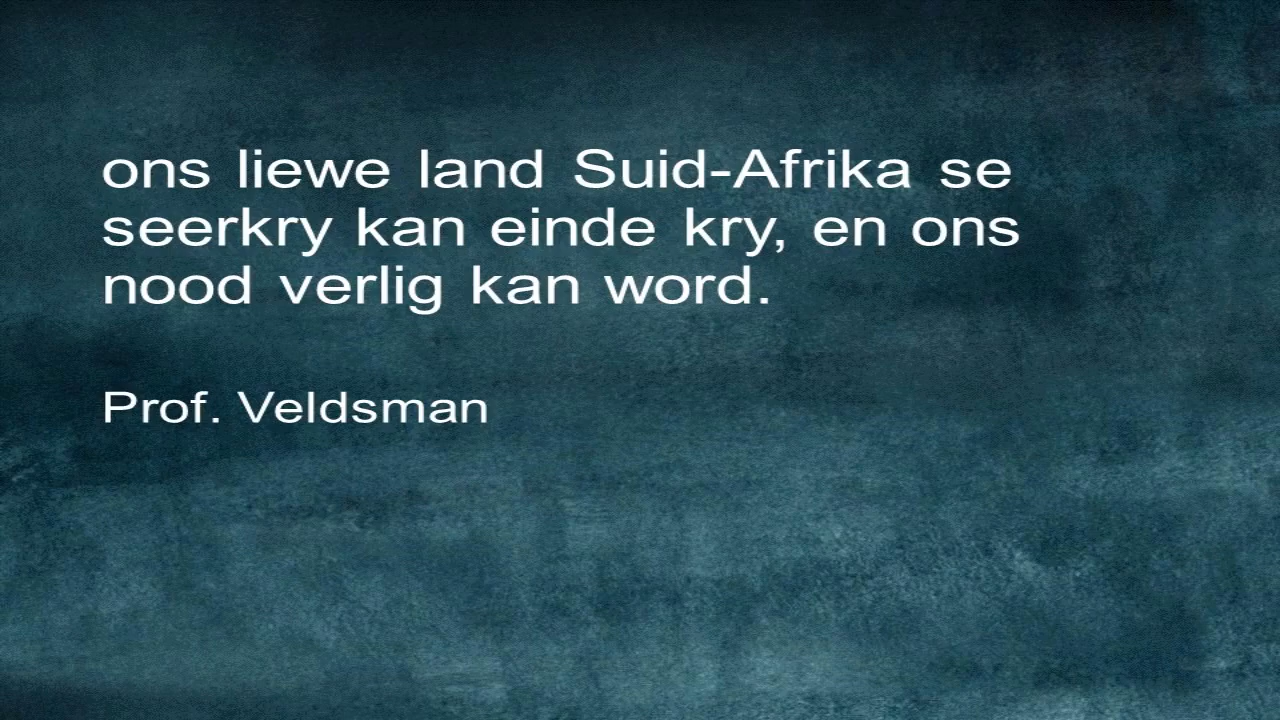 ons liewe land Suid-Afrika se
seerkry kan einde kry, en ons
nood verlig kan word.
Prof. Veldsman